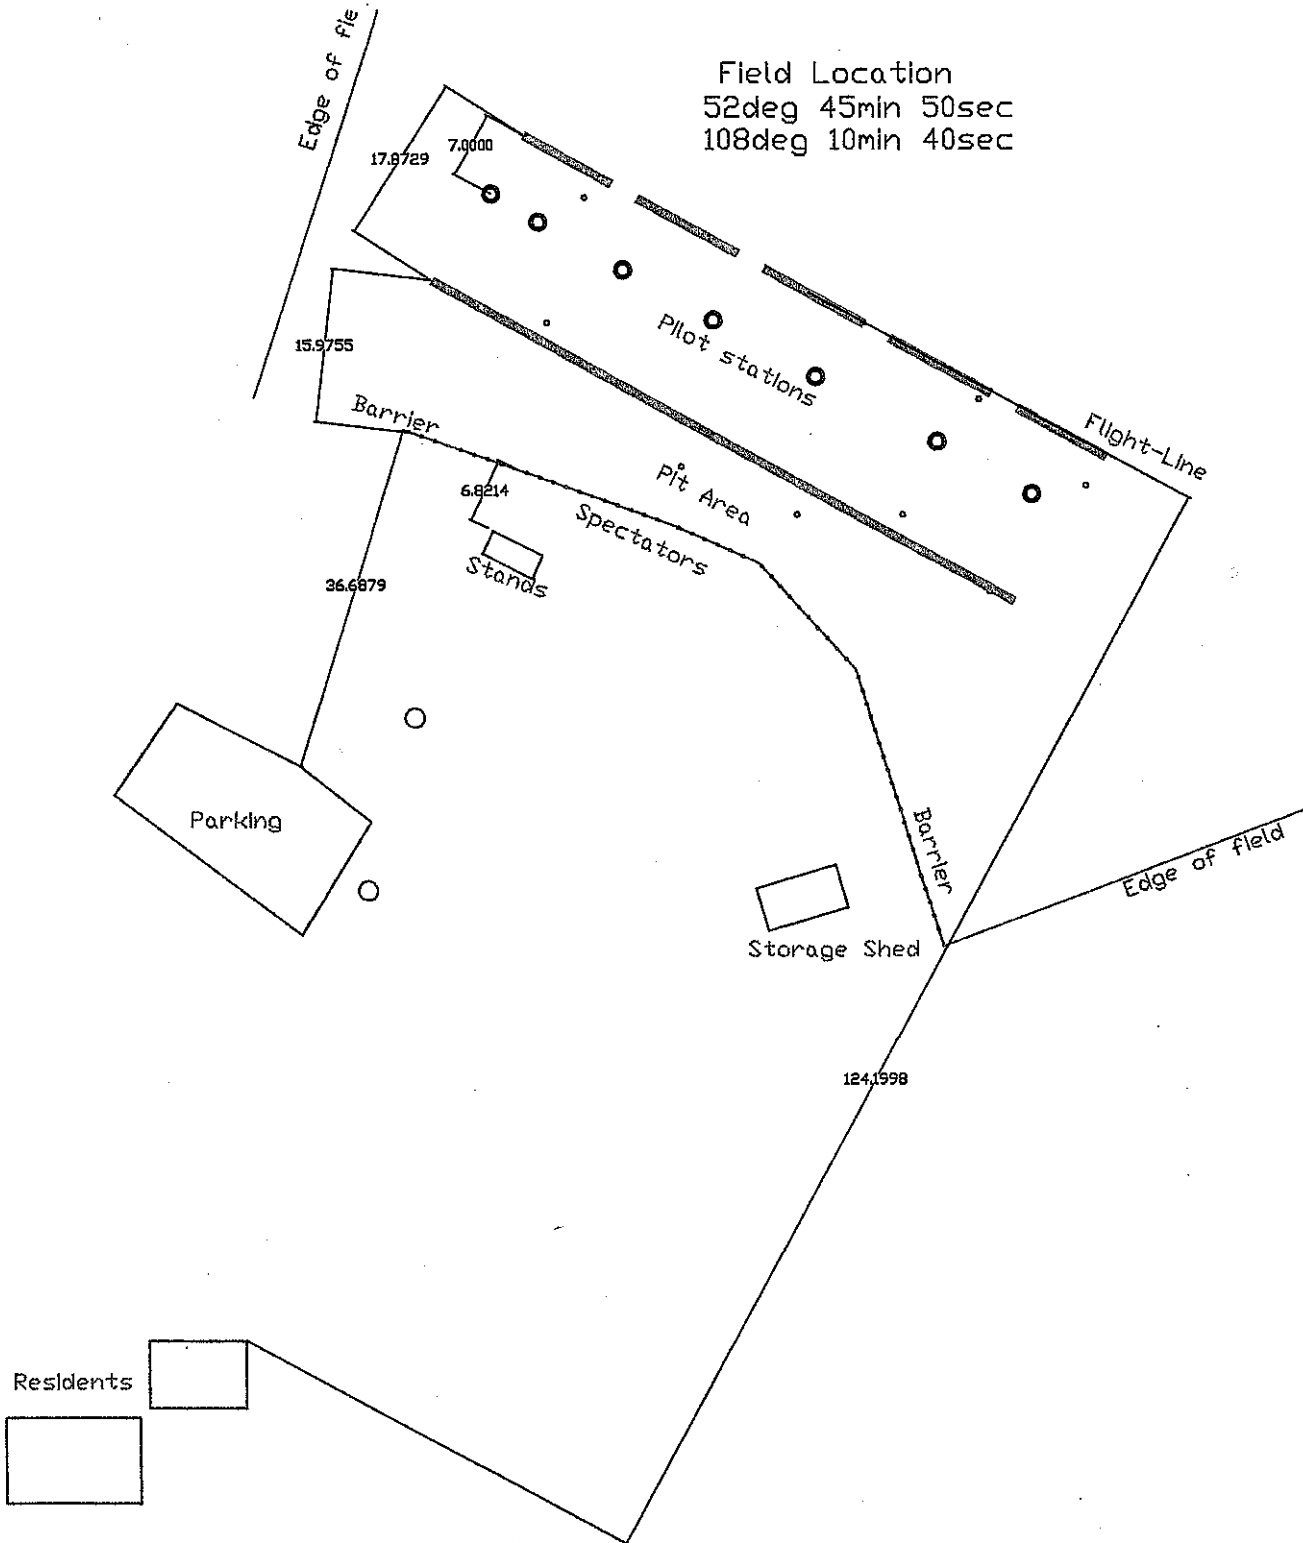 Edge of fie
Field Location
52deg 45min 50sec
108deg 10min 40sec
17.8729
7.0000
15.9755
Pilot stations
Flight-Line
Barrier
6.8214
Pit Area
Spectators
Stands
36.6879
Parking
Barrier
Edge of field
Storage Shed
124.1998
Residents